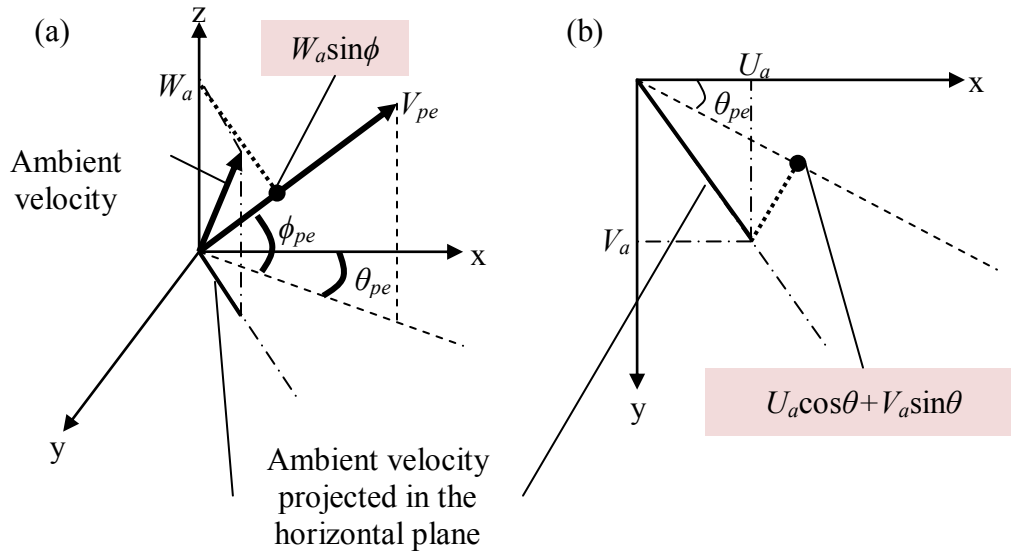 (a)
z
W_a sinϕ
W_a
V_pe
Ambient
velocity
ϕ_pe
x
θ_pe
y
(b)
U_a
x
θ_pe
V_a
y
U_a cosθ+V_a sinθ
Ambient velocity
projected in the
horizontal plane